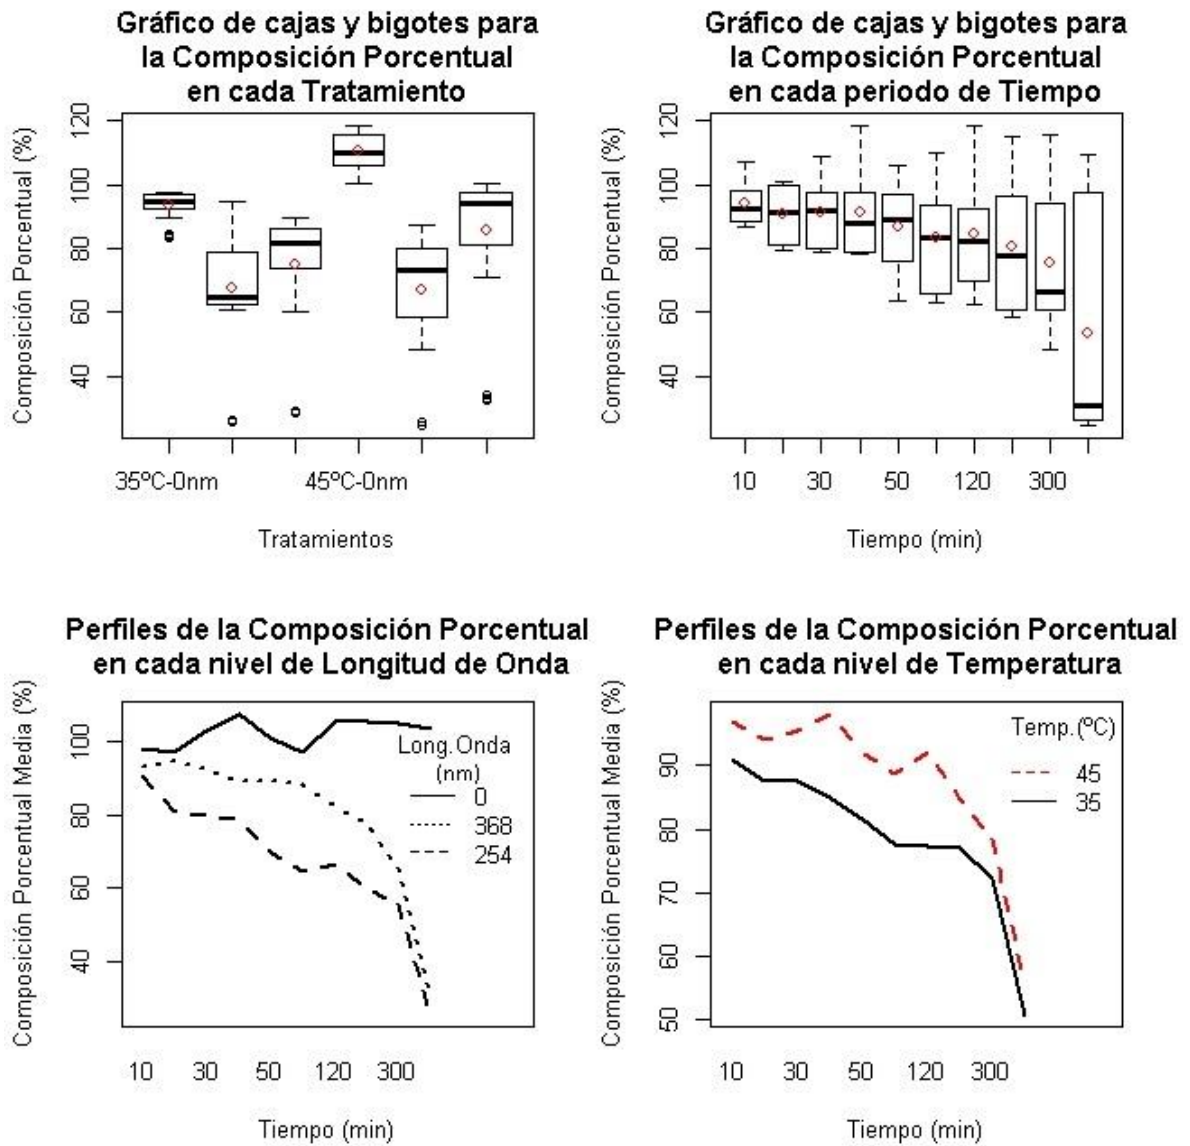 Gráfico de cajas y bigotes para
la Composición Porcentual
en cada Tratamiento
Composición Porcentual (%)
120
100
80
60
40
35ºC-0nm
45ºC-0nm
Tratamientos
Gráfico de cajas y bigotes para
la Composición Porcentual
en cada periodo de Tiempo
Composición Porcentual (%)
120
100
80
60
40
10
30
50
120
300
Tiempo (min)
Perfiles de la Composición Porcentual
en cada nivel de Longitud de Onda
Composición Porcentual Media (%)
100
80
60
40
Long.Onda
(nm)
0
368
254
10
30
50
120
300
Tiempo (min)
Perfiles de la Composición Porcentual
en cada nivel de Temperatura
Composición Porcentual Media (%)
90
80
70
60
50
Temp.(ºC)
45
35
10
30
50
120
300
Tiempo (min)